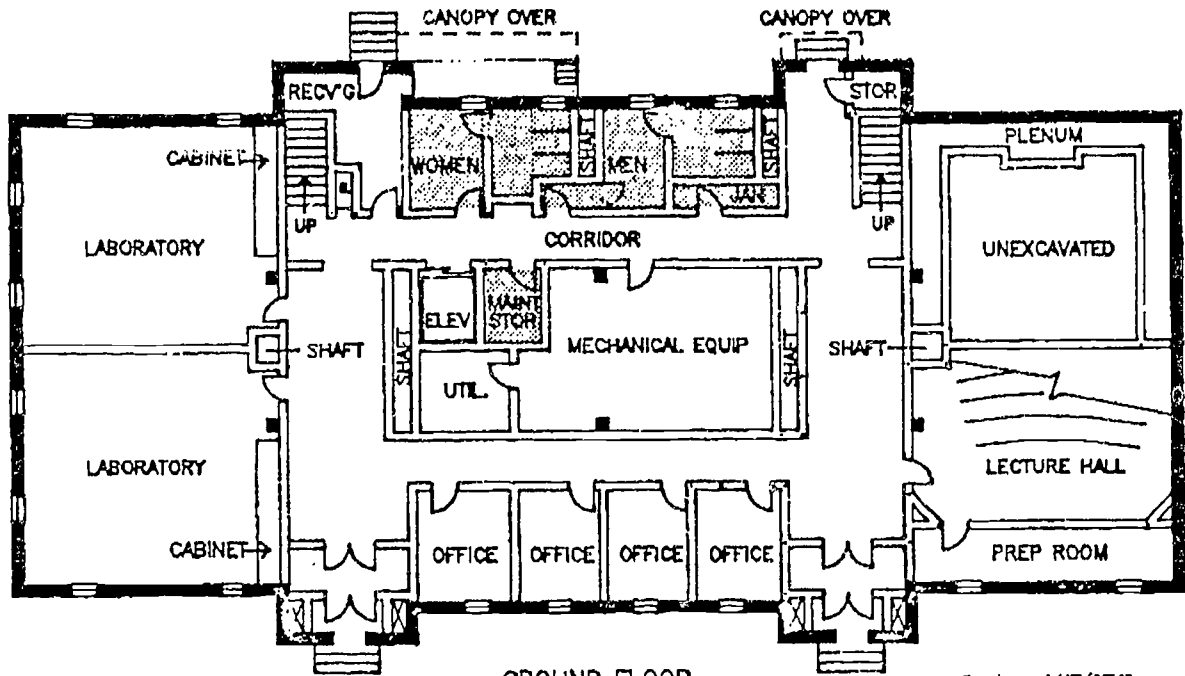 CANOPY OVER
CANOPY OVER
RECV'G
STOR
PLENUM
CABINET
WOMEN
SHAFT
MEN
SHAFT
JAN
UP
UP
LABORATORY
CORRIDOR
UNEXCAVATED
ELEV
MAINT
STOR
SHAFT
MECHANICAL EQUIP
SHAFT
SHAFT
SHAFT
UTIL.
LABORATORY
LECTURE HALL
CABINET
OFFICE
OFFICE
OFFICE
OFFICE
PREP ROOM
GROUND FLOOR